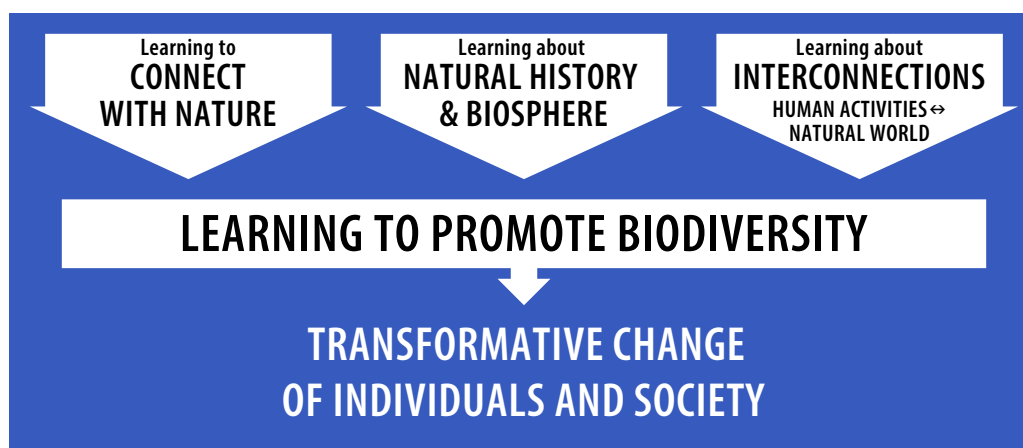 Learning to
CONNECT
WITH NATURE
Learning about
NATURAL HISTORY
& BIOSPHERE
Learning about
INTERCONNECTIONS
HUMAN ACTIVITIES↔
NATURAL WORLD
LEARNING TO PROMOTE BIODIVERSITY
TRANSFORMATIVE CHANGE
OF INDIVIDUALS AND SOCIETY